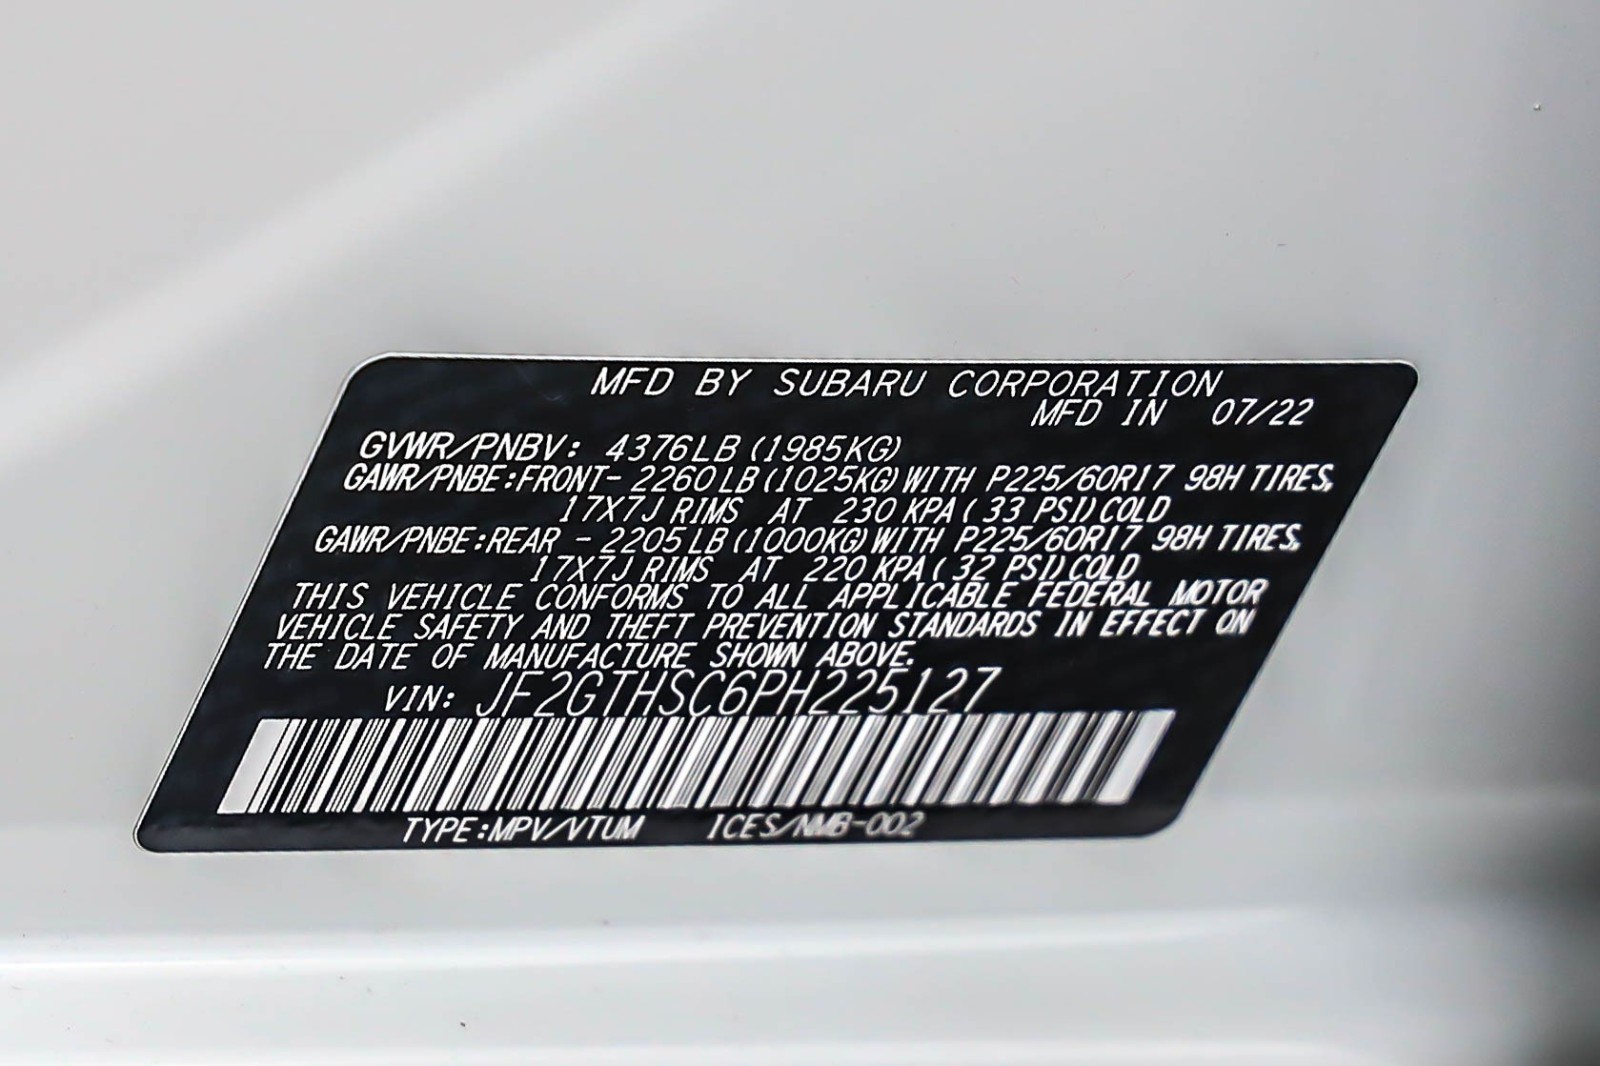 MFD BY SUBARU CORPORATION
MFD IN 07/22
GVWR/PNBV: 4376LB (1985KG)
GAWR/PNBE:FRONT- 2260LB (1025KG) WITH P225/60R17 98H TIRES,
17X7J RIMS AT 230 KPA ( 33 PSI) COLD
GAWR/PNBE:REAR - 2205LB (1000KG) WITH P225/60R17 98H TIRES,
17X7J RIMS AT 220 KPA ( 32 PSI) COLD
THIS VEHICLE CONFORMS TO ALL APPLICABLE FEDERAL MOTOR
VEHICLE SAFETY AND THEFT PREVENTION STANDARDS IN EFFECT ON
THE DATE OF MANUFACTURE SHOWN ABOVE.
VIN: JF2GTHSC6PH225127
TYPE:MPV/VTUM ICES/NMB-002